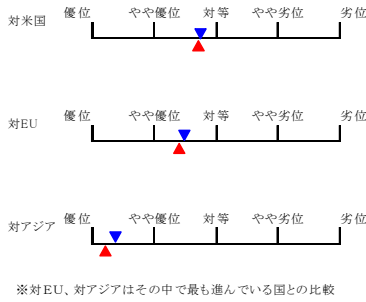 対米国 優位 やや優位 対等 やや劣位 劣位
対EU 優位 やや優位 対等 やや劣位 劣位
対アジア 優位 やや優位 対等 やや劣位 劣位
※対EU、対アジアはその中で最も進んでいる国との比較